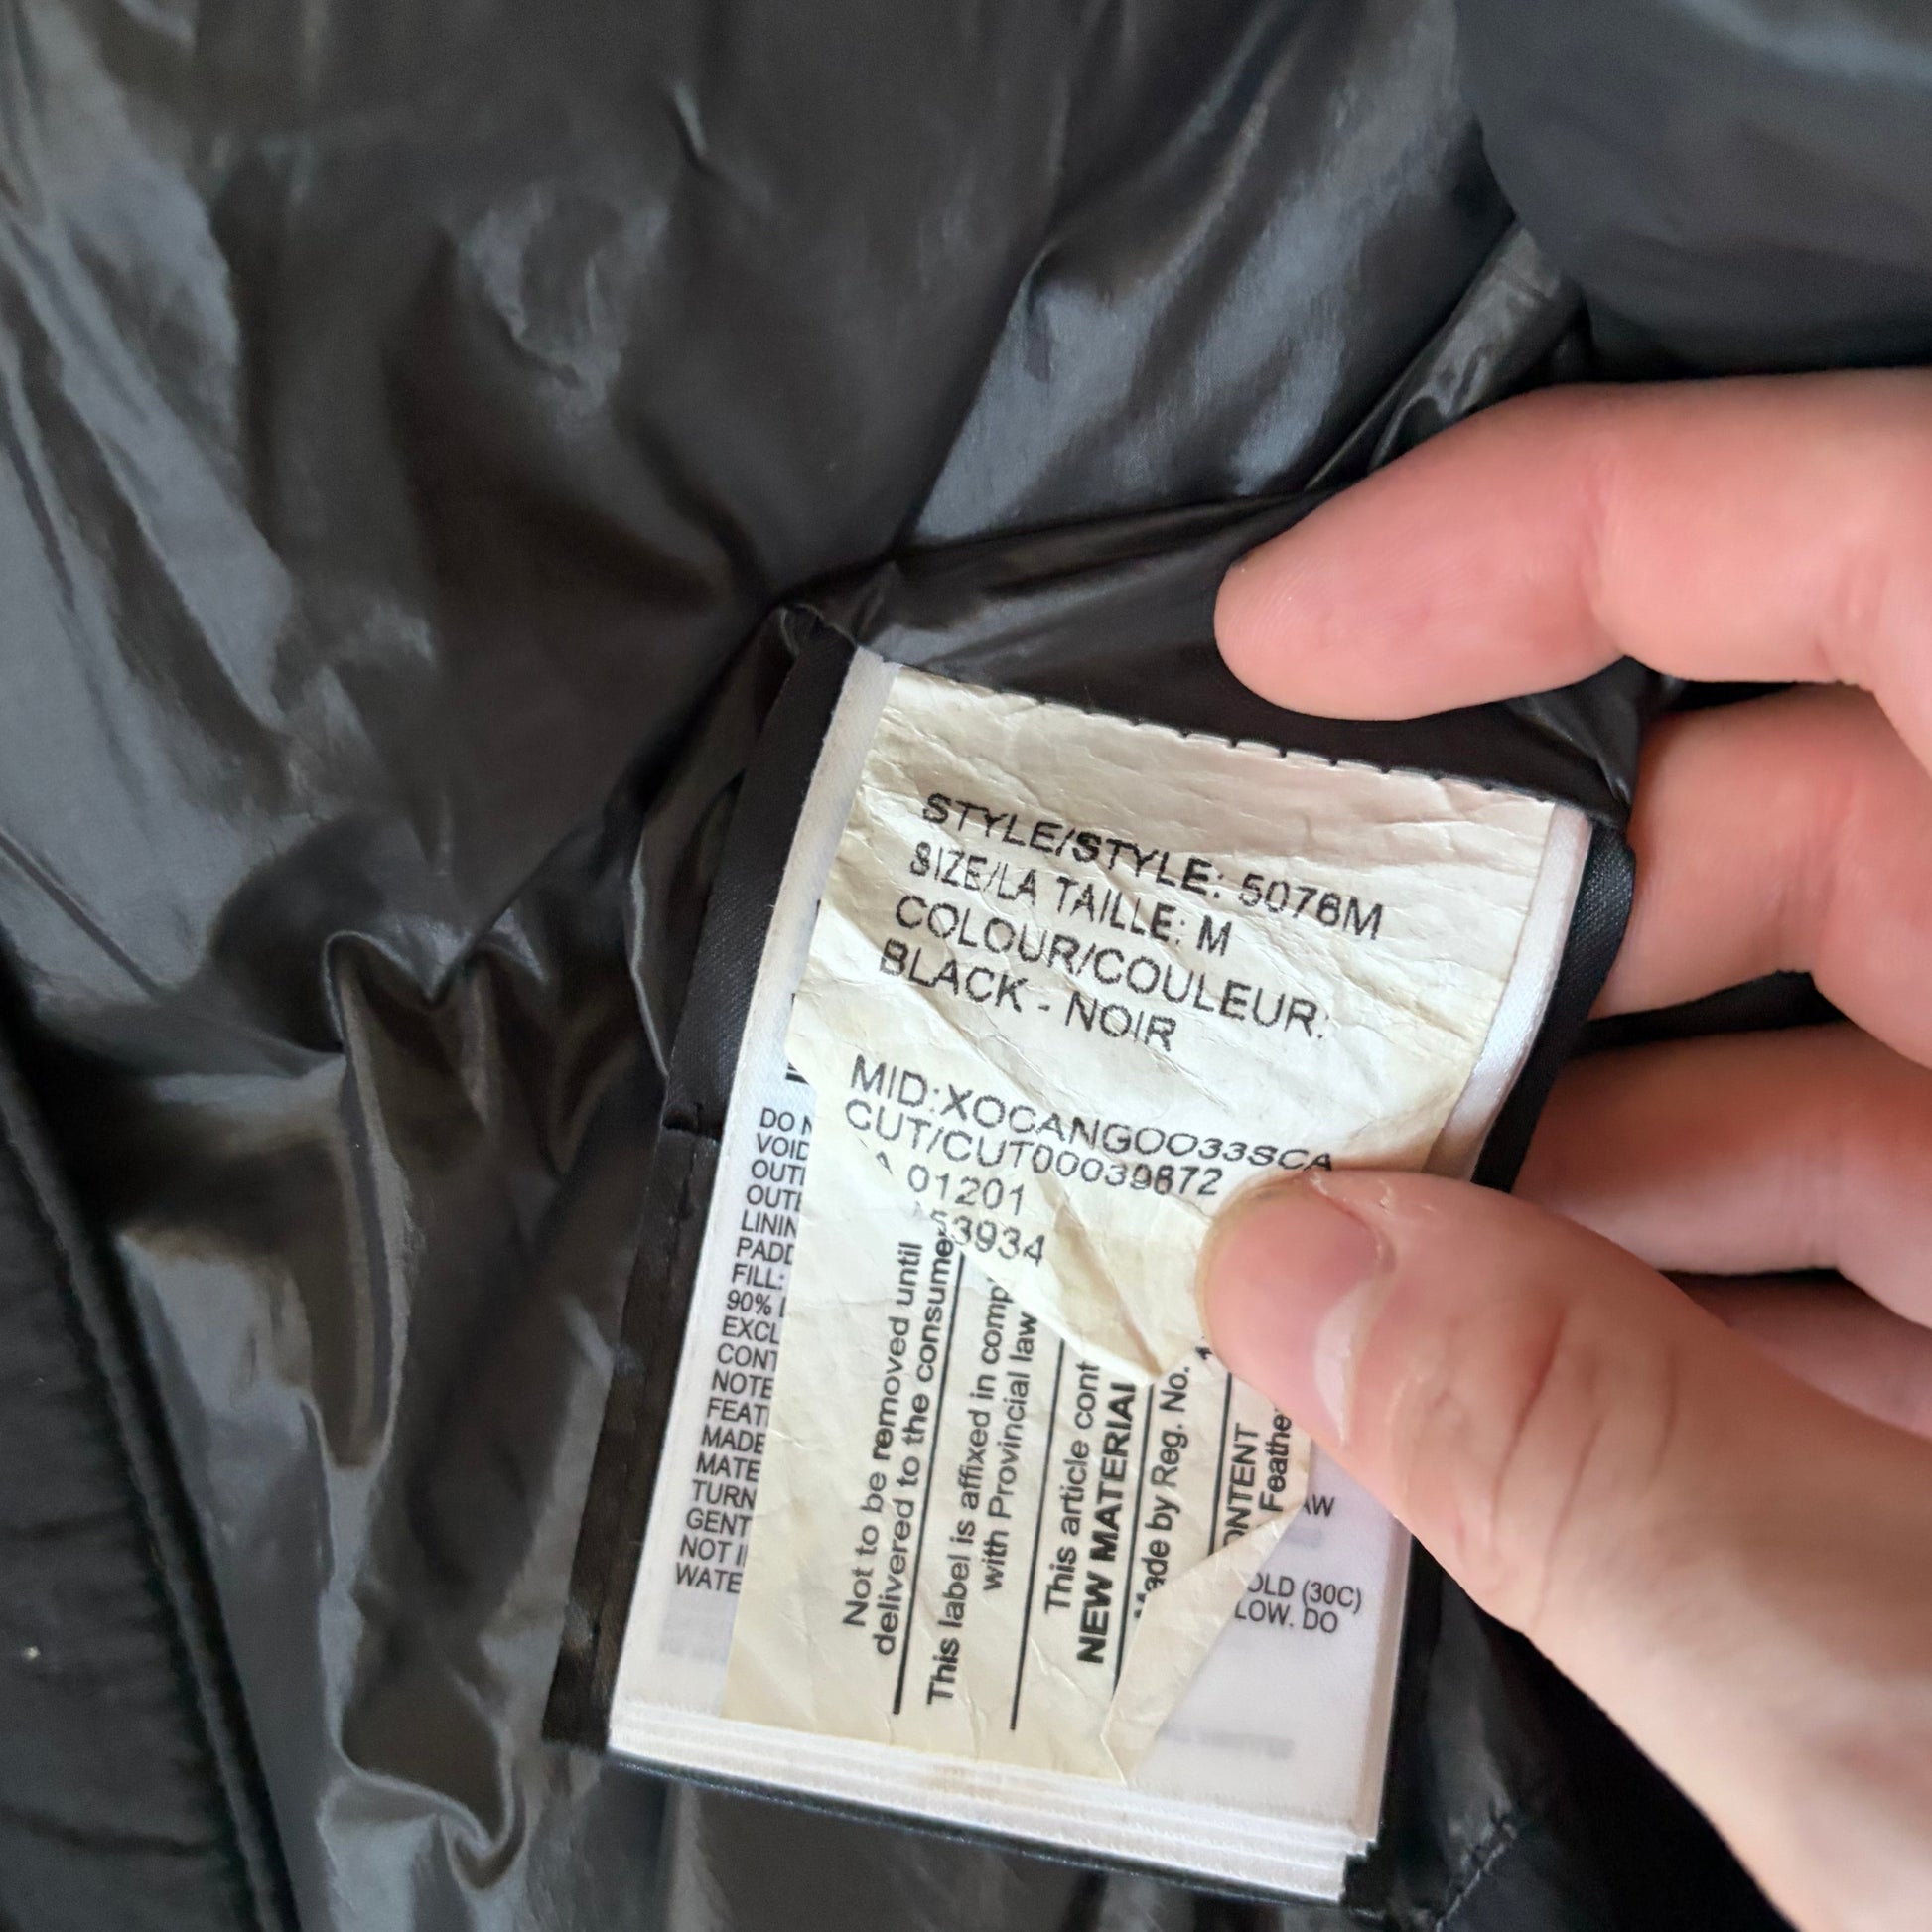 STYLE/STYLE: 5076M
SIZE/LA TAILLE: M
COLOUR/COULEUR:
BLACK - NOIR
MID:XOCANGOO33SCA
CUT/CUT00039872
01201
3934
Not to be removed until
delivered to the consumer
This label is affixed in comp
with Provincial law
This article cont
NEW MATERIAL
Made by Reg. No.
ONTENT
Feathe
DO N
VOID
OUT
OUTE
LININ
PADD
FILL:
90%
EXCL
CONT
NOTE
FEAT
MADE
MATE
TURN
GENT
NOT I
WATE
AW
OLD (30C)
LOW. DO